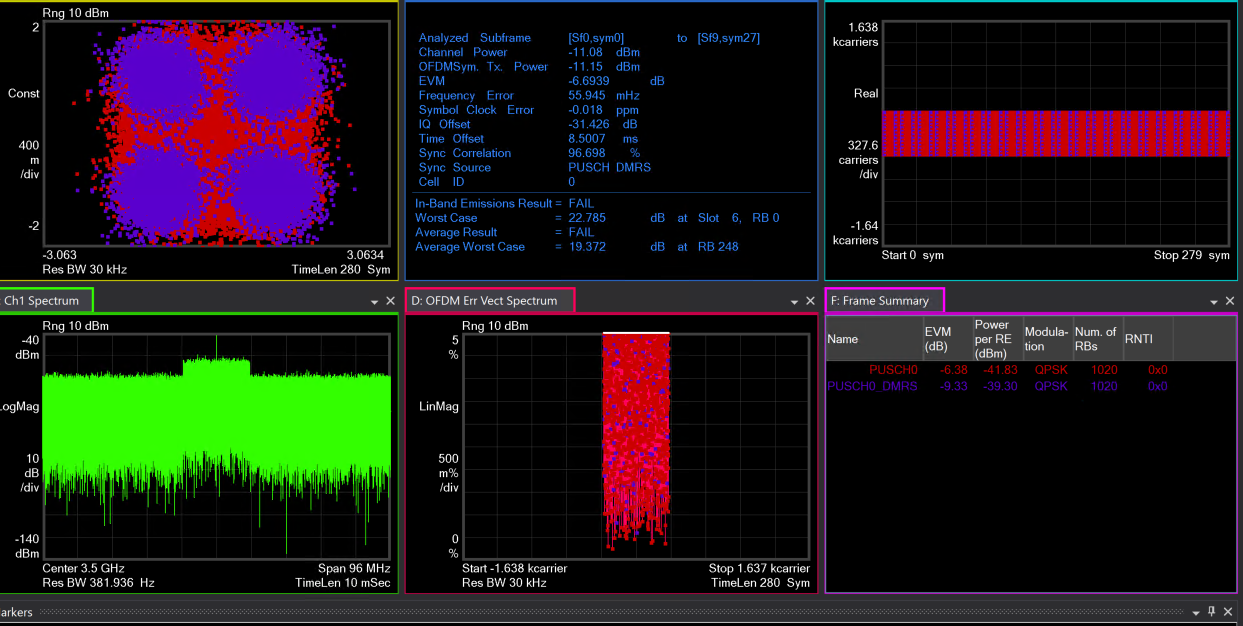 Rng 10 dBm
2
Const
400
m
/div
-2
-3.063 3.0634
Res BW 30 kHz TimeLen 280 Sym
Analyzed Subframe [Sf0,sym0] to [Sf9,sym27]
Channel Power -11.08 dBm
OFDMSym. Tx. Power -11.15 dBm
EVM -6.6939 dB
Frequency Error 55.945 mHz
Symbol Clock Error -0.018 ppm
IQ Offset -31.426 dB
Time Offset 8.5007 ms
Sync Correlation 96.698 %
Sync Source PUSCH DMRS
Cell ID 0
In-Band Emissions Result = FAIL
Worst Case = 22.785 dB at Slot 6, RB 0
Average Result = FAIL
Average Worst Case = 19.372 dB at RB 248
1.638
kcarriers
Real
327.6
carriers
/div
-1.64
kcarriers
Start 0 sym Stop 279 sym
: Ch1 Spectrum
Rng 10 dBm
-40
dBm
LogMag
10
dB
/div
-140
dBm
Center 3.5 GHz Span 96 MHz
Res BW 381.936 Hz TimeLen 10 mSec
D: OFDM Err Vect Spectrum
Rng 10 dBm
5
%
LinMag
500
m%
/div
0
%
Start -1.638 kcarrier Stop 1.637 kcarrier
Res BW 30 kHz TimeLen 280 Sym
F: Frame Summary
Name EVM (dB) Power per RE (dBm) Modula-tion Num. of RBs RNTI
PUSCH0 -6.38 -41.83 QPSK 1020 0x0
PUSCH0_DMRS -9.33 -39.30 QPSK 1020 0x0
arkers